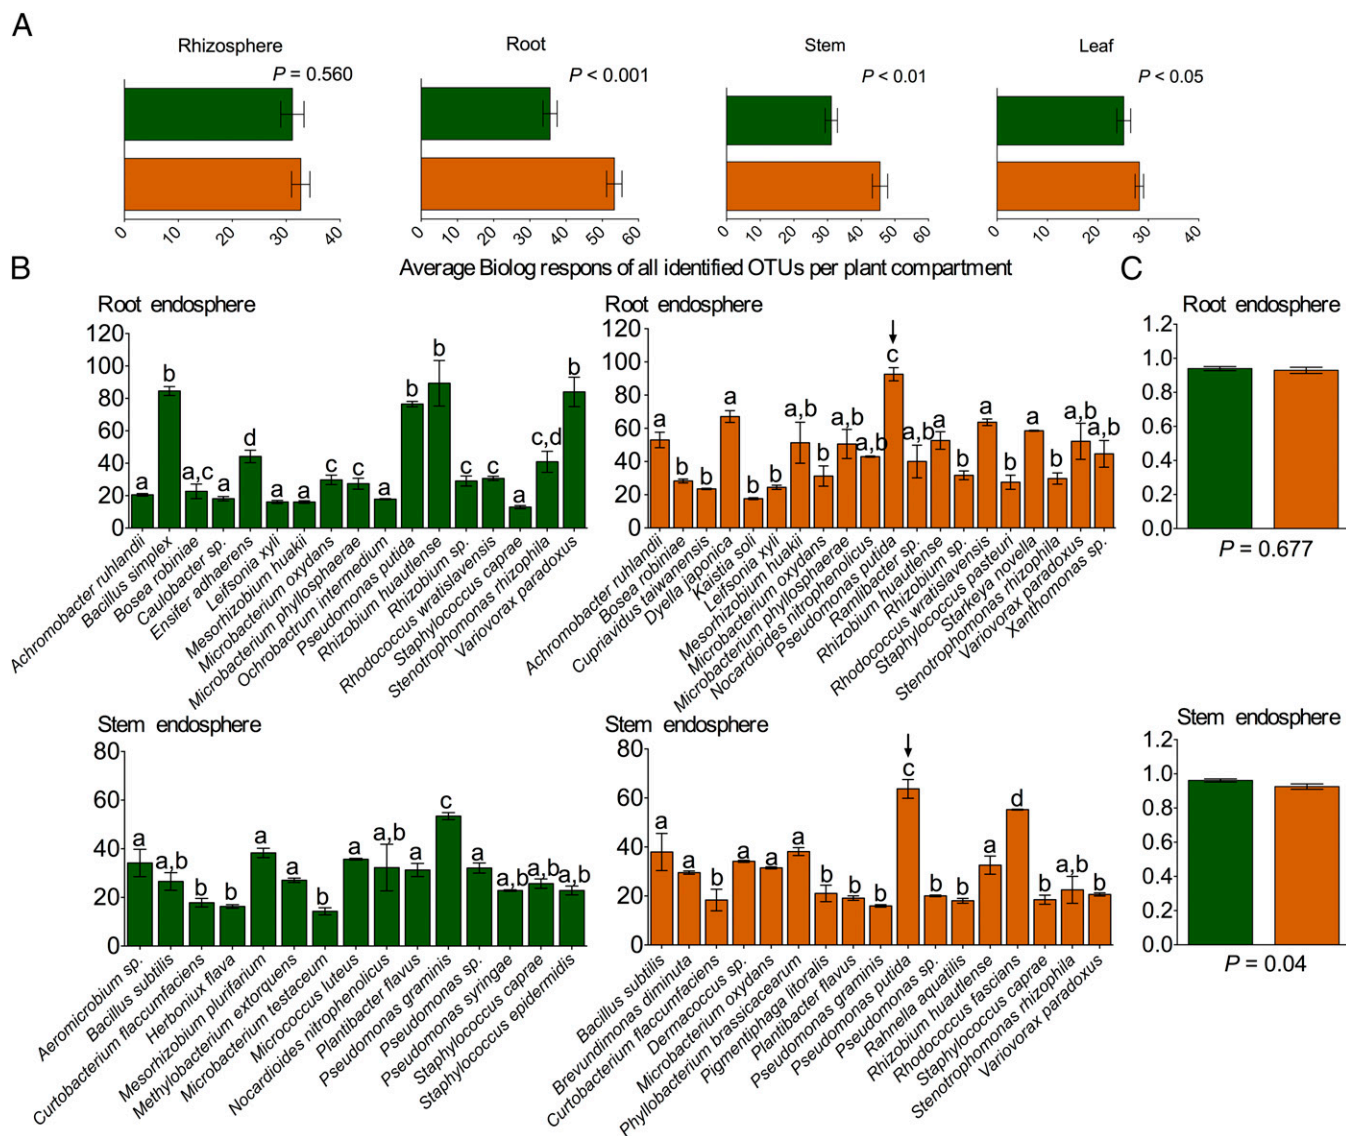 A
Rhizosphere
Root
Stem
Leaf
P = 0.560
P < 0.001
P < 0.01
P < 0.05
0 10 20 30 40
0 10 20 30 40 50 60
0 10 20 30 40 50 60
0 10 20 30 40
Average Biolog respons of all identified OTUs per plant compartment
B
Root endosphere
120
100
80
60
40
20
0
a b a,c a d a a c c a b b c c a c,d b
Achromobacter ruhlandii
Bacillus simplex
Bosea robiniae
Caulobacter sp.
Ensifer adhaerens
Leifsonia xyli
Mesorhizobium huakii
Microbacterium oxydans
Microbacterium phyllosphaerae
Ochrobactrum intermedium
Pseudomonas putida
Rhizobium huautlense
Rhizobium sp.
Rhodococcus wratislavensis
Staphylococcus caprae
Stenotrophomonas rhizophila
Variovorax paradoxus
Root endosphere
120
100
80
60
40
20
0
a b a a b b a,b b a,b a,b c a,b a b a b a b a,b a,b
Achromobacter ruhlandii
Bosea robiniae
Cupriavidus taiwanensis
Dyella japonica
Kaistia soli
Leifsonia xyli
Mesorhizobium huakii
Microbacterium oxydans
Microbacterium phyllosphaerae
Nocardioides nitrophenolicus
Pseudomonas putida
Ramlibacter sp.
Rhizobium huautlense
Rhizobium sp.
Rhodococcus wratislavensis
Staphylococcus pasteuri
Starkeya novella
Stenotrophomonas rhizophila
Variovorax paradoxus
Xanthomonas sp.
C
Root endosphere
1.2
1.0
0.8
0.6
0.4
0.2
0.0
P = 0.677
Stem endosphere
80
60
40
20
0
a a,b b b a a b a a,b a c a a,b a,b a,b
Aeromicrobium sp.
Bacillus subtilis
Curtobacterium flaccumfaciens
Herboniux flava
Mesorhizobium plurifarium
Methylobacterium extorquens
Microbacterium testaceum
Micrococcus luteus
Nocardioides nitrophenolicus
Plantibacter flavus
Pseudomonas graminis
Pseudomonas sp.
Pseudomonas syringae
Staphylococcus caprae
Staphylococcus epidermidis
Stem endosphere
80
60
40
20
0
a a b a a a b b b c b b a d b a,b b
Bacillus subtilis
Brevundimonas diminuta
Curtobacterium flaccumfaciens
Dermacoccus sp.
Microbacterium oxydans
Phyllobacterium brassicacearum
Pigmentiphaga litoralis
Plantibacter flavus
Pseudomonas graminis
Pseudomonas putida
Pseudomonas sp.
Rahnella aquatilis
Rhizobium huautlense
Rhodococcus fascians
Staphylococcus caprae
Stenotrophomonas rhizophila
Variovorax paradoxus
Stem endosphere
1.2
1.0
0.8
0.6
0.4
0.2
0.0
P = 0.04